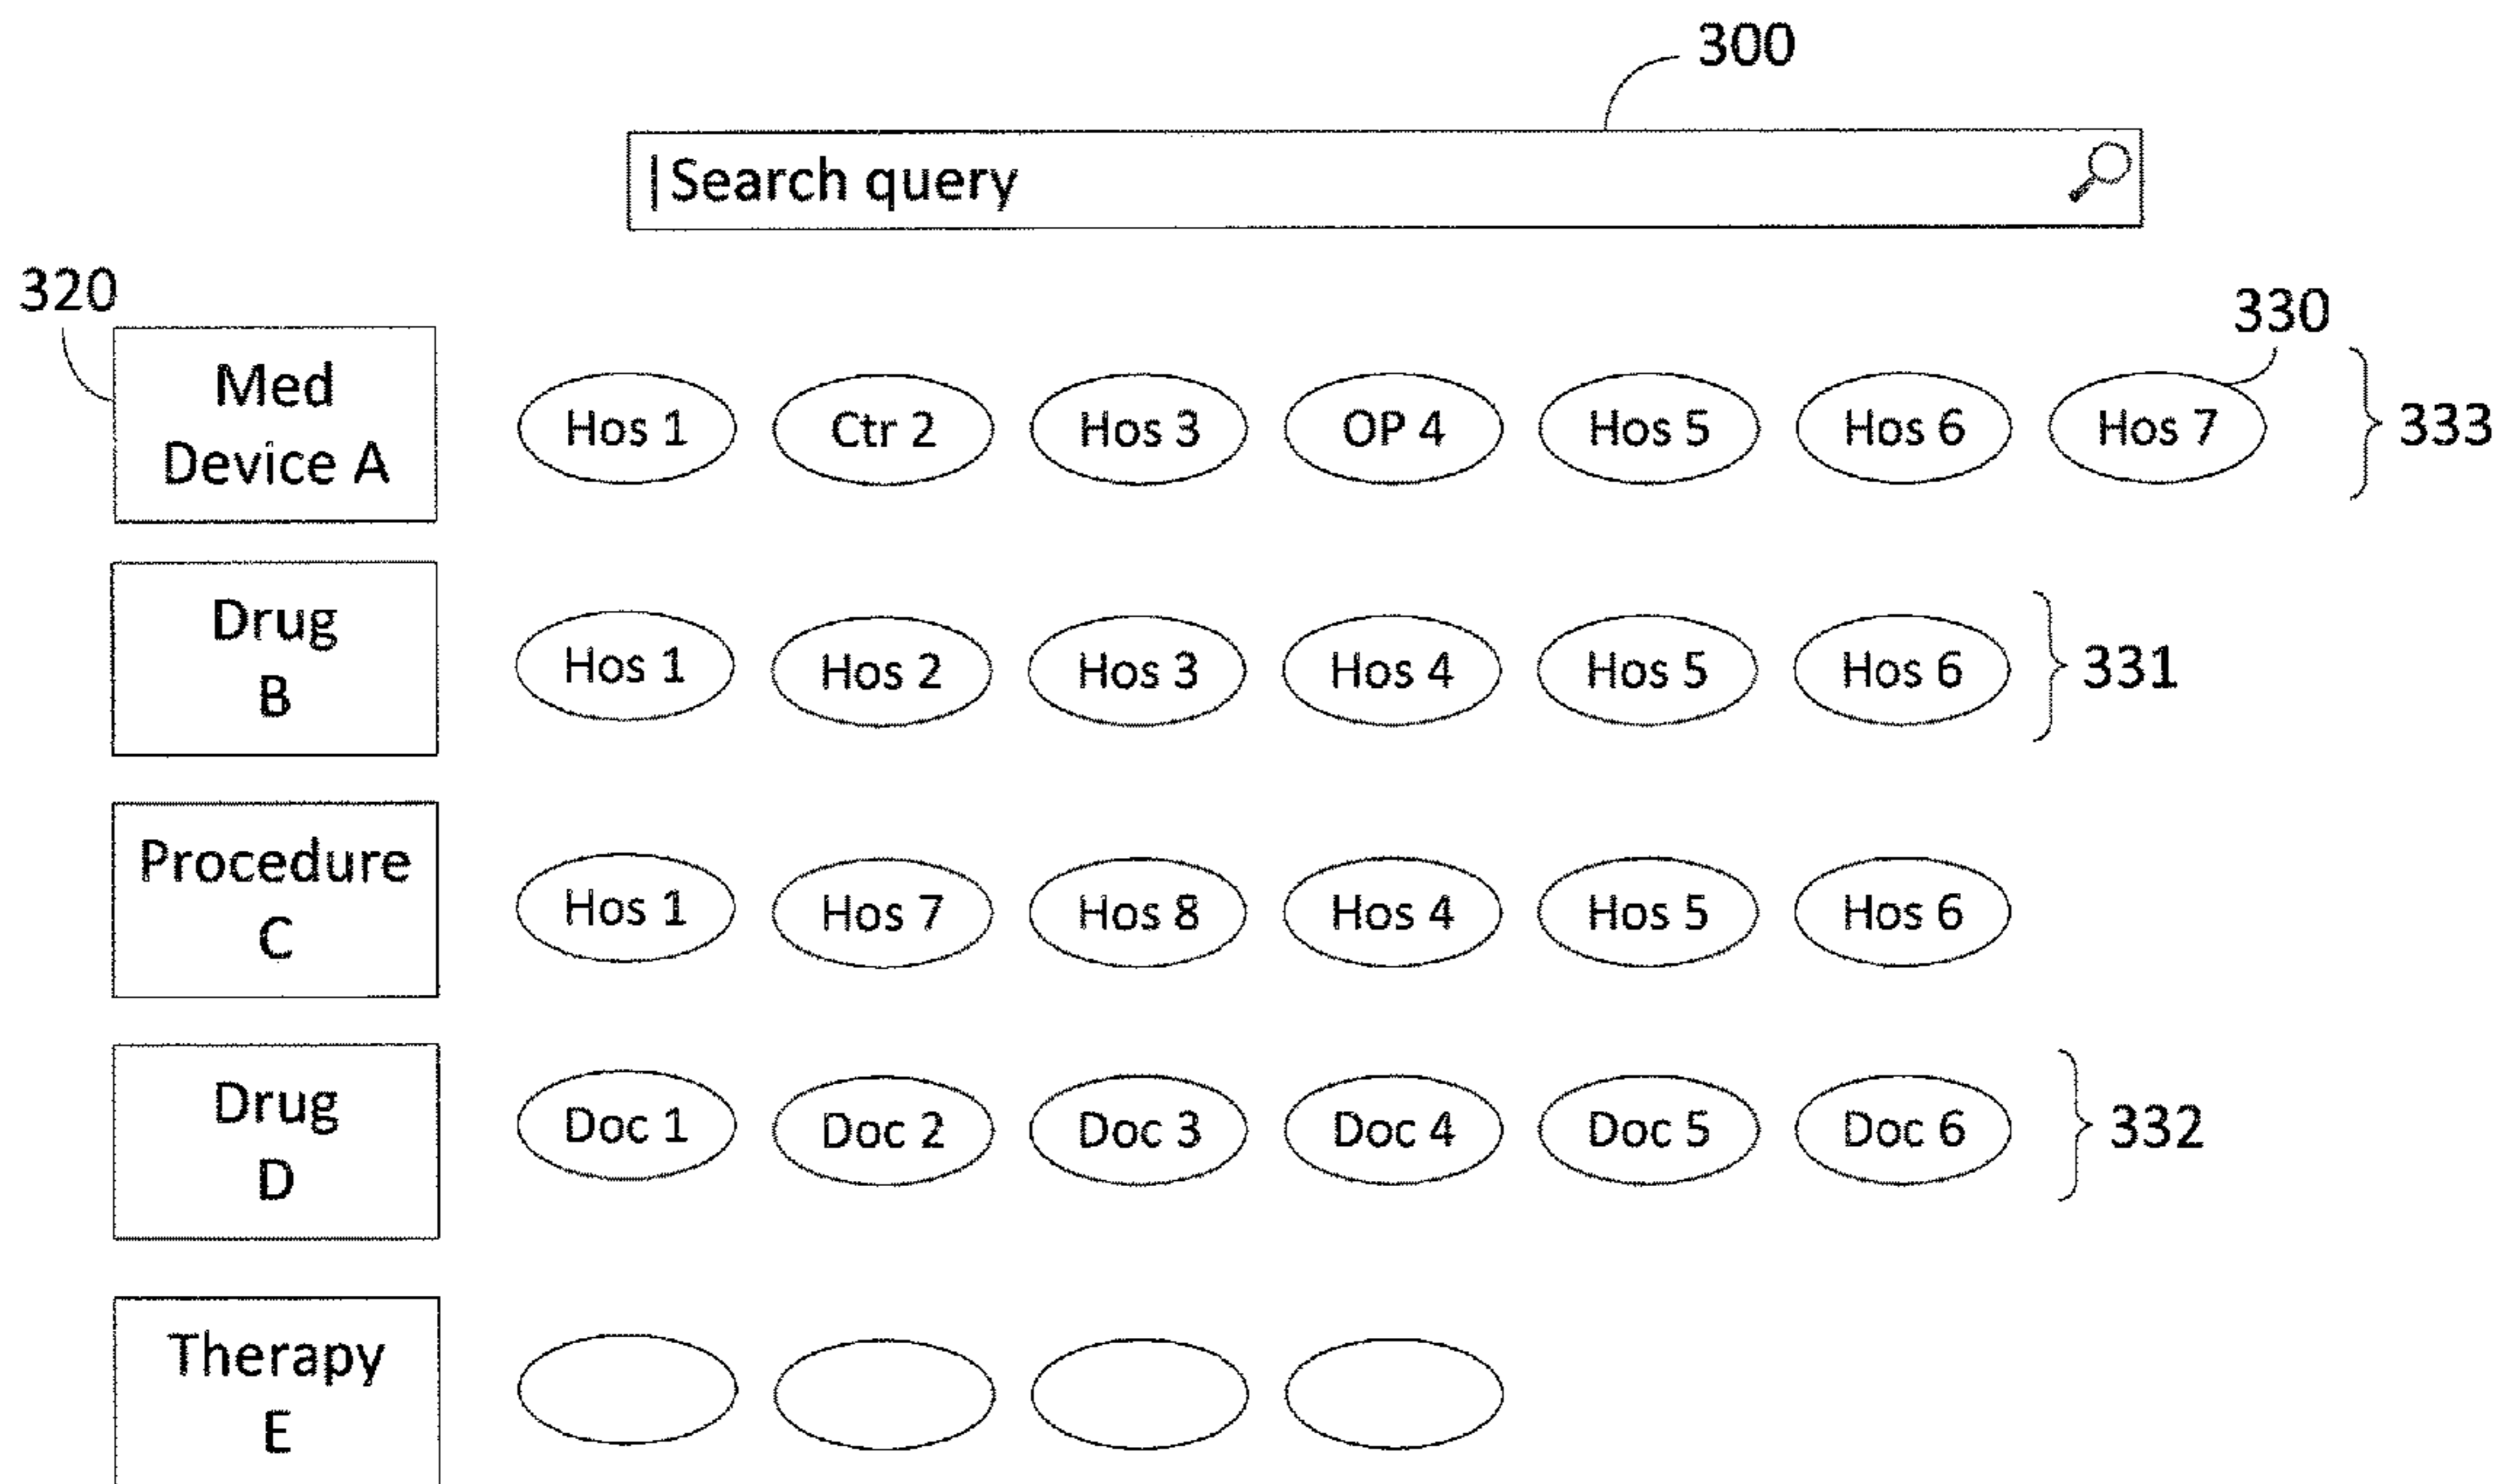 300
Search query
320
330
Med
Device A
Hos 1 Ctr 2 Hos 3 OP 4 Hos 5 Hos 6 Hos 7 333
Drug
B
Hos 1 Hos 2 Hos 3 Hos 4 Hos 5 Hos 6 331
Procedure
C
Hos 1 Hos 7 Hos 8 Hos 4 Hos 5 Hos 6
Drug
D
Doc 1 Doc 2 Doc 3 Doc 4 Doc 5 Doc 6 332
Therapy
E